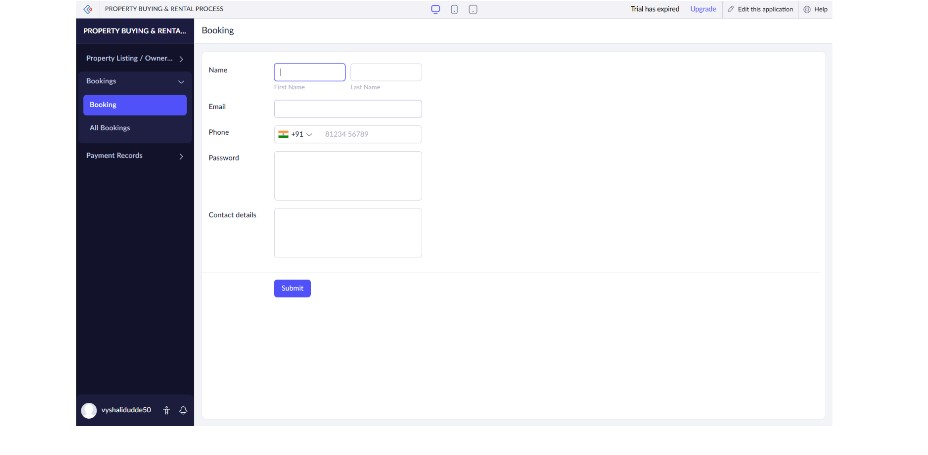 PROPERTY BUYING & RENTAL PROCESS
Trial has expired Upgrade Edit this application Help
PROPERTY BUYING & RENTA...
Booking
Property Listing / Owner...
Bookings
Booking
All Bookings
Payment Records
Name
First Name Last Name
Email
Phone +91 81234 56789
Password
Contact details
Submit
vyshalidudde50